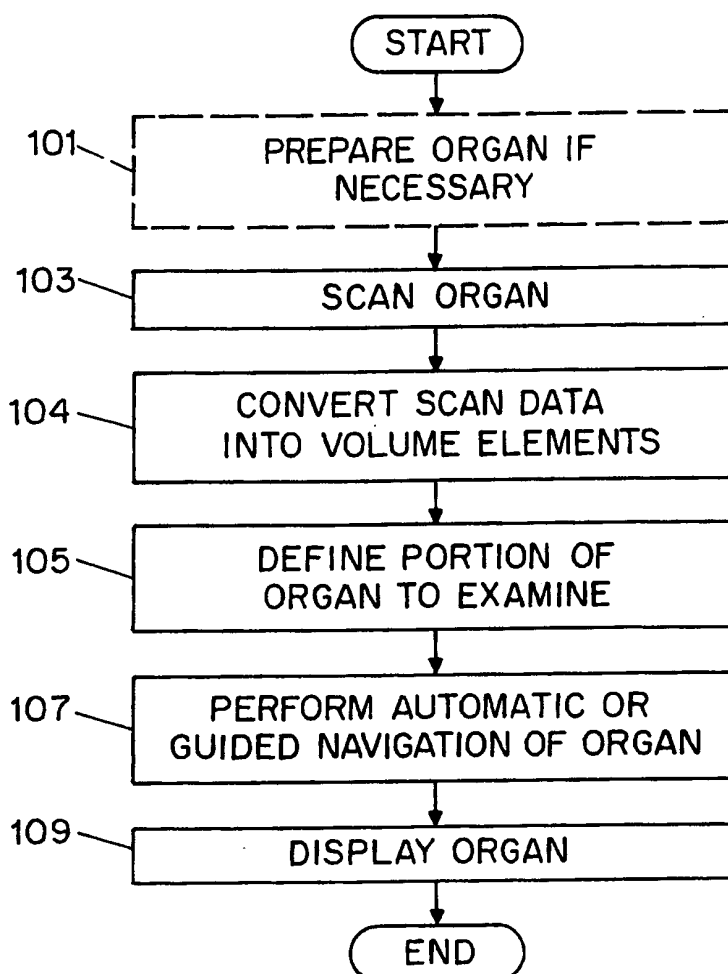 START
101
PREPARE ORGAN IF
NECESSARY
103
SCAN ORGAN
104
CONVERT SCAN DATA
INTO VOLUME ELEMENTS
105
DEFINE PORTION OF
ORGAN TO EXAMINE
107
PERFORM AUTOMATIC OR
GUIDED NAVIGATION OF ORGAN
109
DISPLAY ORGAN
END